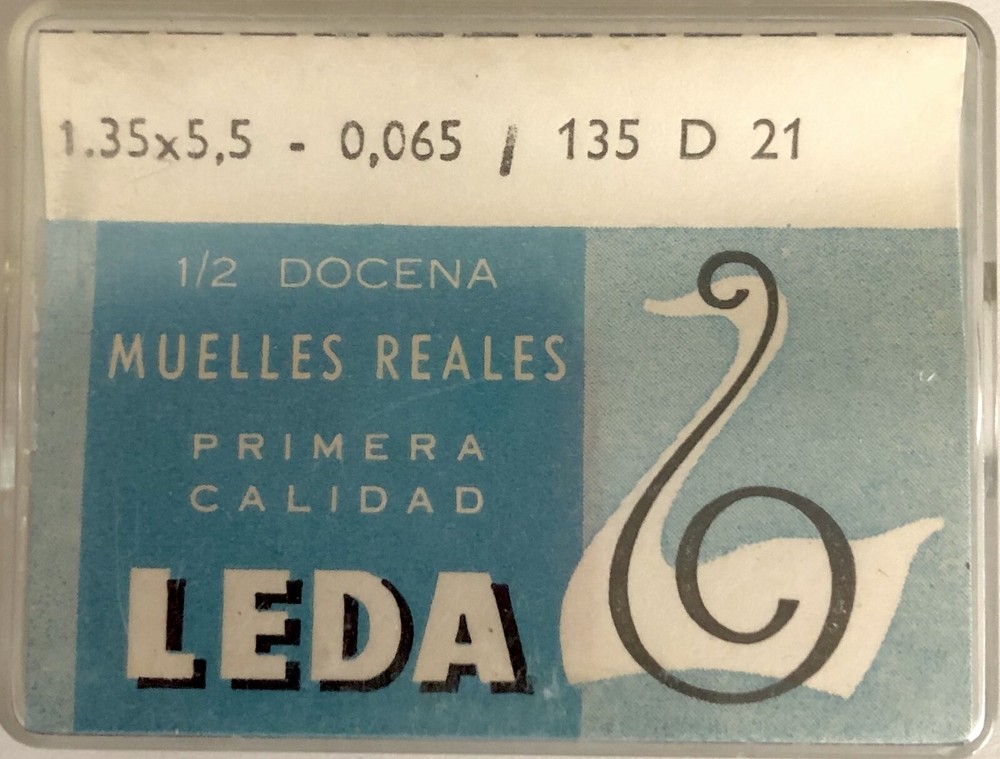 1.35x5,5 - 0,065 / 135 D 21
1/2 DOCENA
MUELLES REALES
PRIMERA
CALIDAD
LEDA